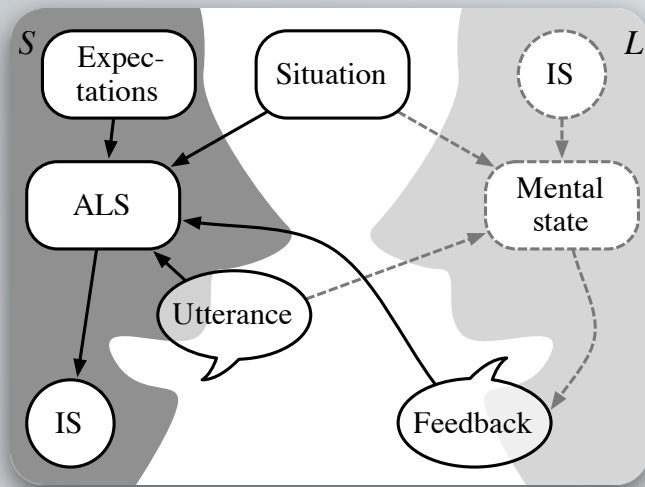 S
Expec-
tations
Situation
IS
L
ALS
Mental
state
Utterance
IS
Feedback